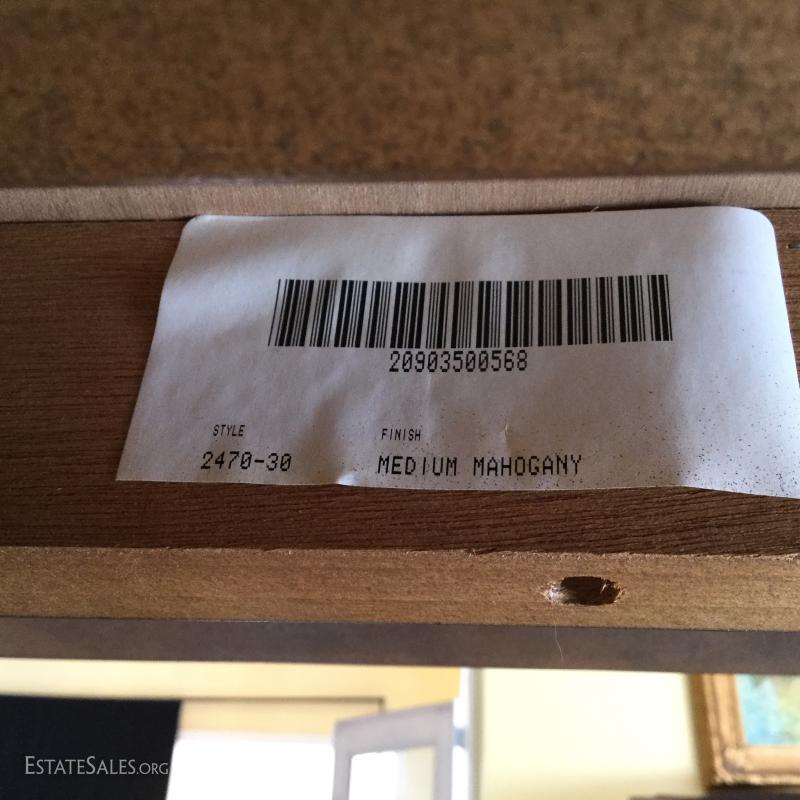 20903500568
STYLE FINISH
2470-30 MEDIUM MAHOGANY
ESTATESALES.ORG